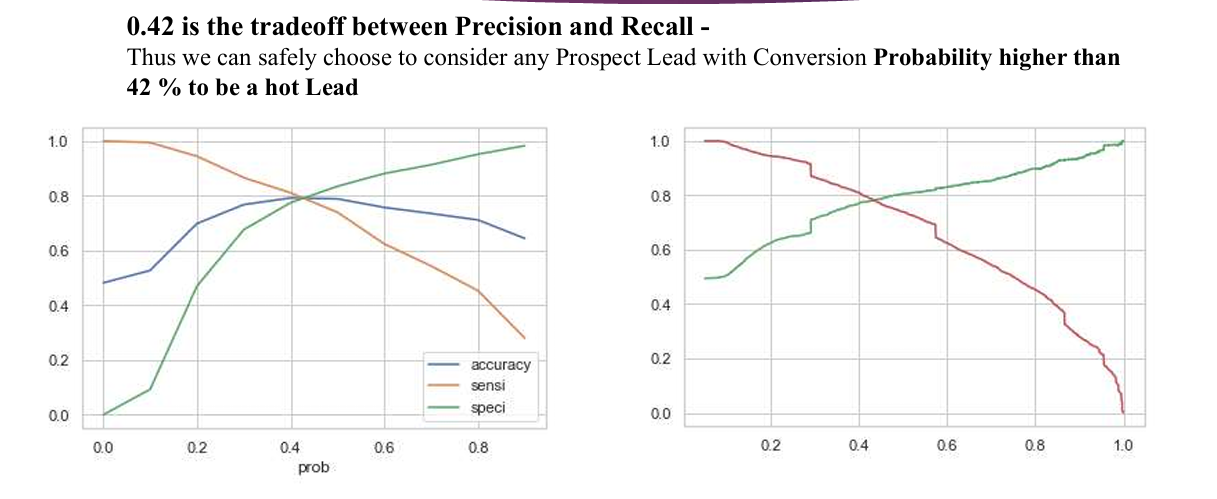 0.42 is the tradeoff between Precision and Recall -
Thus we can safely choose to consider any Prospect Lead with Conversion Probability higher than
42 % to be a hot Lead
1.0
0.8
0.6
0.4
0.2
0.0
0.0 0.2 0.4 0.6 0.8
prob
accuracy
sensi
speci
1.0
0.8
0.6
0.4
0.2
0.0
0.2 0.4 0.6 0.8 1.0